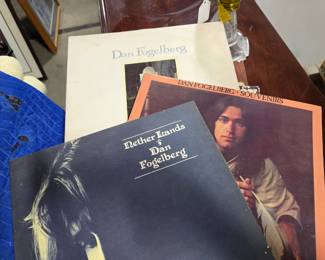 Dan Fogelberg
DAN FOGELBERG - SOUVENIRS
Nether Lands
Dan
Fogelberg